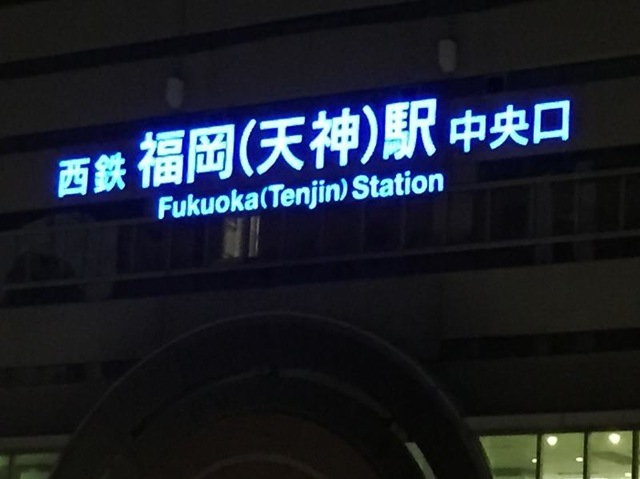 西鉄 福岡(天神)駅 中央口
Fukuoka(Tenjin) Station